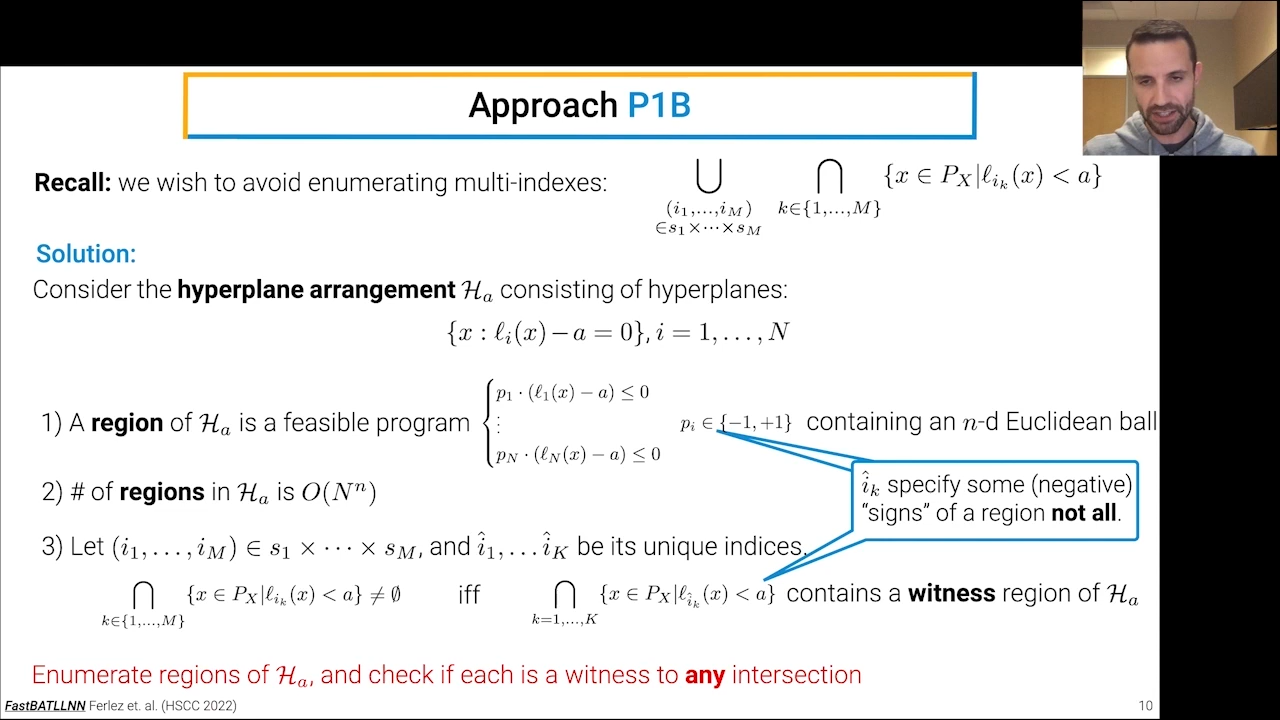 Approach P1B
Recall: we wish to avoid enumerating multi-indexes: ⋃ ⋂ {x ∈ P_X|ℓ_{i_k}(x) < a}
(i_1,…,i_M) k∈{1,…,M}
∈s_1×⋯×s_M
Solution:
Consider the hyperplane arrangement ℋ_a consisting of hyperplanes:
{x : ℓ_i(x) − a = 0}, i = 1, …, N
p_1 · (ℓ_1(x) − a) ≤ 0
1) A region of ℋ_a is a feasible program { ⋮ p_i ∈ {−1, +1} containing an n-d Euclidean ball
p_N · (ℓ_N(x) − a) ≤ 0
î_k specify some (negative)
“signs” of a region not all.
2) # of regions in ℋ_a is O(N^n)
3) Let (i_1, …, i_M) ∈ s_1 × ⋯ × s_M, and î_1, … î_K be its unique indices,
⋂ {x ∈ P_X|ℓ_{i_k}(x) < a} ≠ ∅ iff ⋂ {x ∈ P_X|ℓ_{î_k}(x) < a} contains a witness region of ℋ_a
k∈{1,…,M} k=1,…,K
Enumerate regions of ℋ_a, and check if each is a witness to any intersection
FastBATLLNN Ferlez et. al. (HSCC 2022) 10